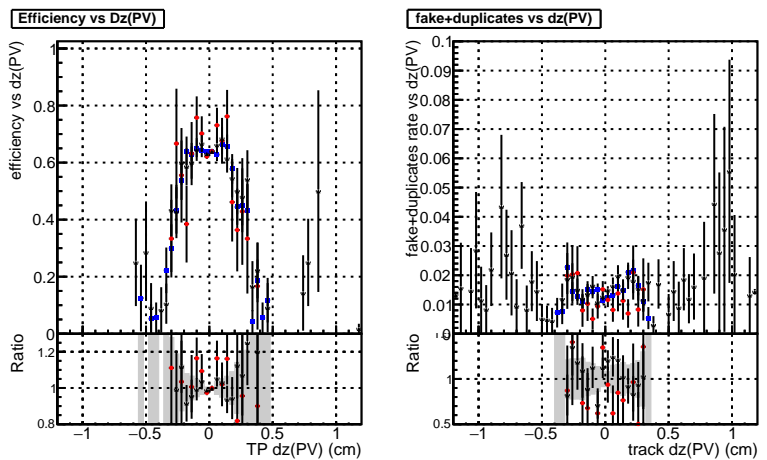 Efficiency vs Dz(PV)
efficiency vs dz(PV)
1
0.8
0.6
0.4
0.2
0
Ratio
1.2
1
0.8
−1 −0.5 0 0.5 1
TP dz(PV) (cm)
fake+duplicates vs dz(PV)
fake+duplicates rate vs dz(PV)
0.1
0.09
0.08
0.07
0.06
0.05
0.04
0.03
0.02
0.01
0
Ratio
1
0.5
−1 −0.5 0 0.5 1
track dz(PV) (cm)